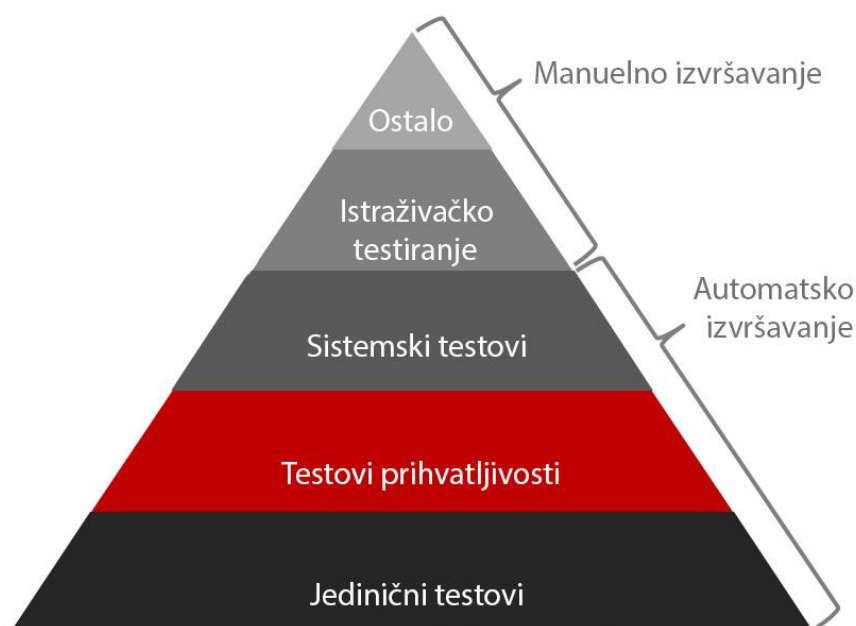 Manuelno izvršavanje
Ostalo
Istraživačko
testiranje
Automatsko
izvršavanje
Sistemski testovi
Testovi prihvatljivosti
Jedinični testovi